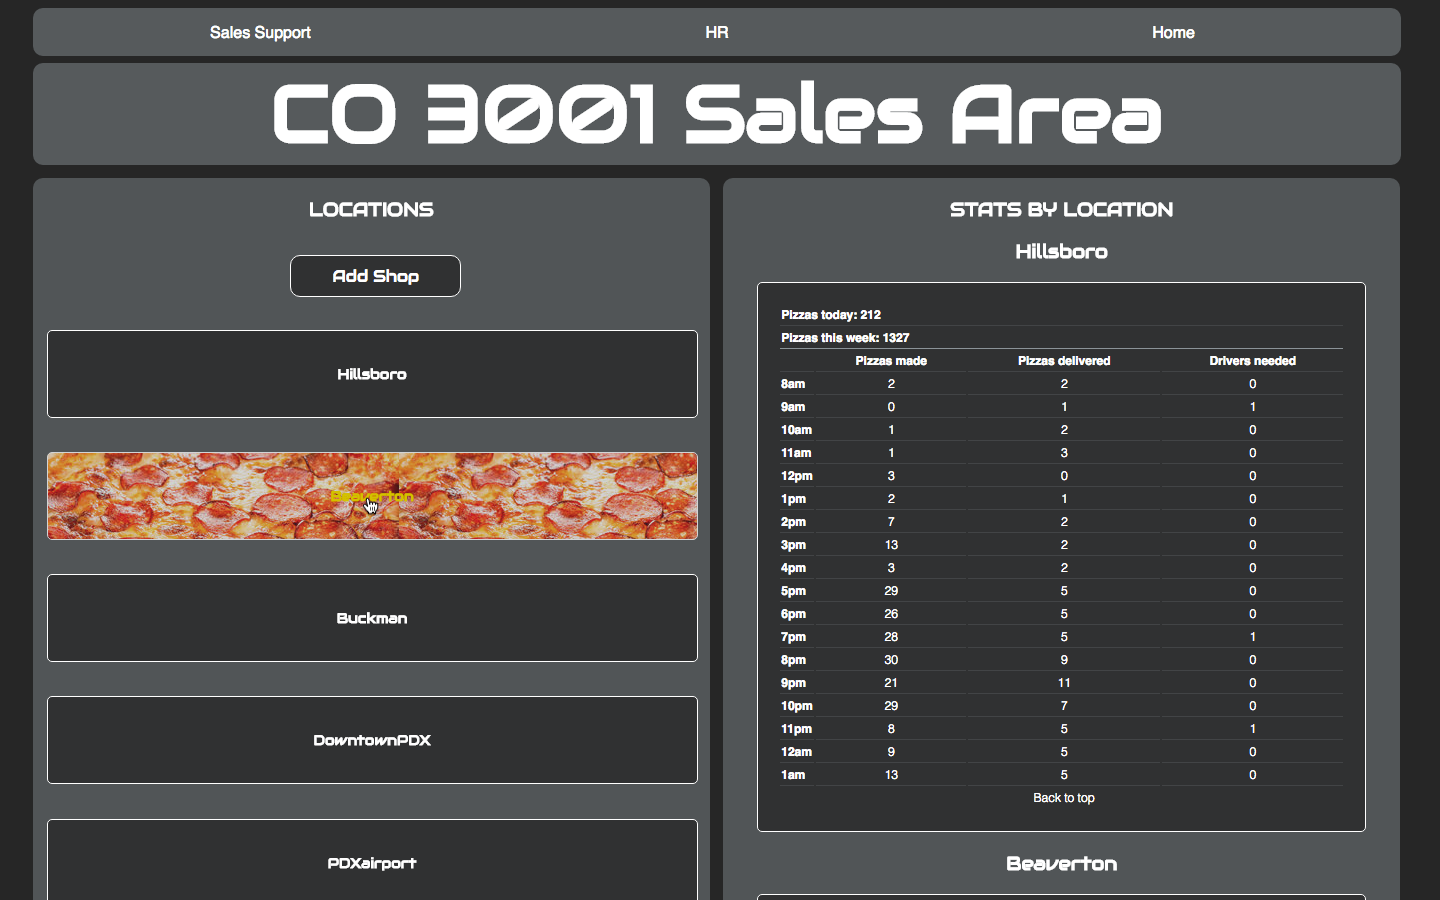 Sales Support HR Home
CO 3001 Sales Area
LOCATIONS
Add Shop
Hillsboro
Beaverton
Buckman
DowntownPDX
PDXairport
STATS BY LOCATION
Hillsboro
Pizzas today: 212
Pizzas this week: 1327
Pizzas made Pizzas delivered Drivers needed
8am 2 2 0
9am 0 1 1
10am 1 2 0
11am 1 3 0
12pm 3 0 0
1pm 2 1 0
2pm 7 2 0
3pm 13 2 0
4pm 3 2 0
5pm 29 5 0
6pm 26 5 0
7pm 28 5 1
8pm 30 9 0
9pm 21 11 0
10pm 29 7 0
11pm 8 5 1
12am 9 5 0
1am 13 5 0
Back to top
Beaverton